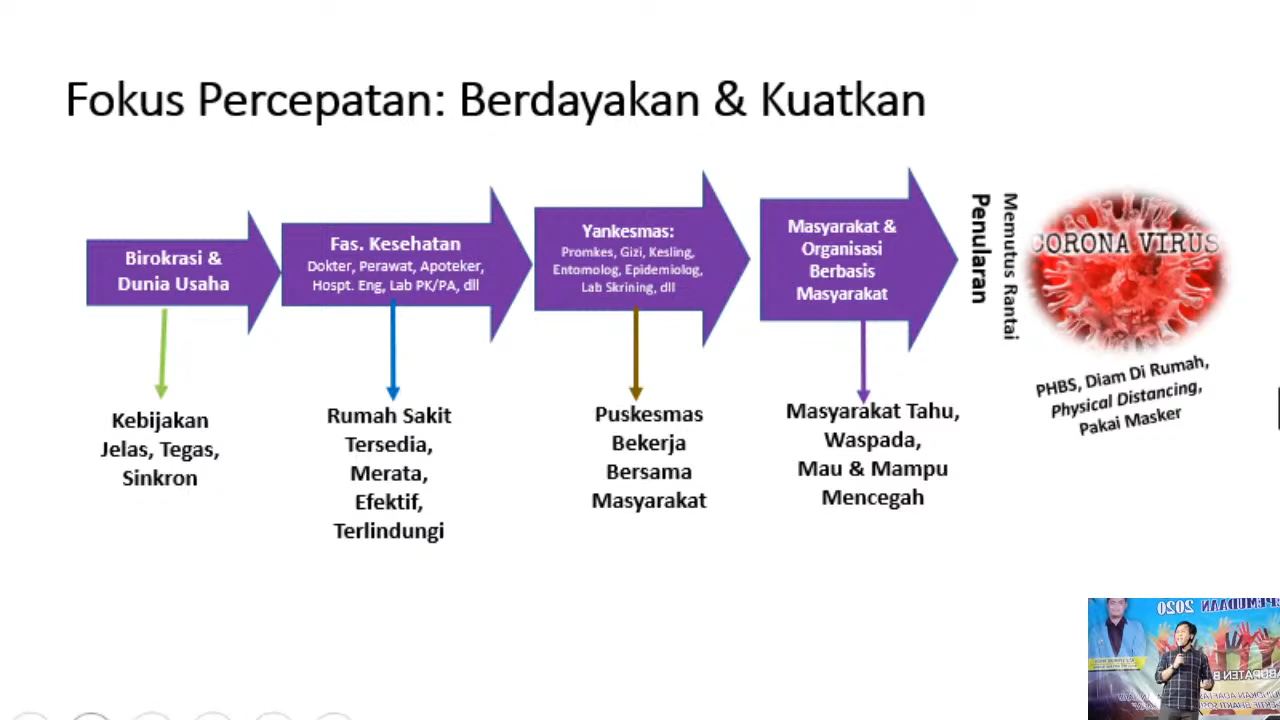 Fokus Percepatan: Berdayakan & Kuatkan
Birokrasi &
Dunia Usaha
Fas. Kesehatan
Dokter, Perawat, Apoteker,
Hospt. Eng, Lab PK/PA, dll
Yankesmas:
Promkes, Gizi, Kesling,
Entomolog, Epidemiolog,
Lab Skrining, dll
Masyarakat &
Organisasi
Berbasis
Masyarakat
Memutus Rantai
Penularan
CORONA VIRUS
PHBS, Diam Di Rumah,
Physical Distancing,
Pakai Masker
Kebijakan
Jelas, Tegas,
Sinkron
Rumah Sakit
Tersedia,
Merata,
Efektif,
Terlindungi
Puskesmas
Bekerja
Bersama
Masyarakat
Masyarakat Tahu,
Waspada,
Mau & Mampu
Mencegah
2020